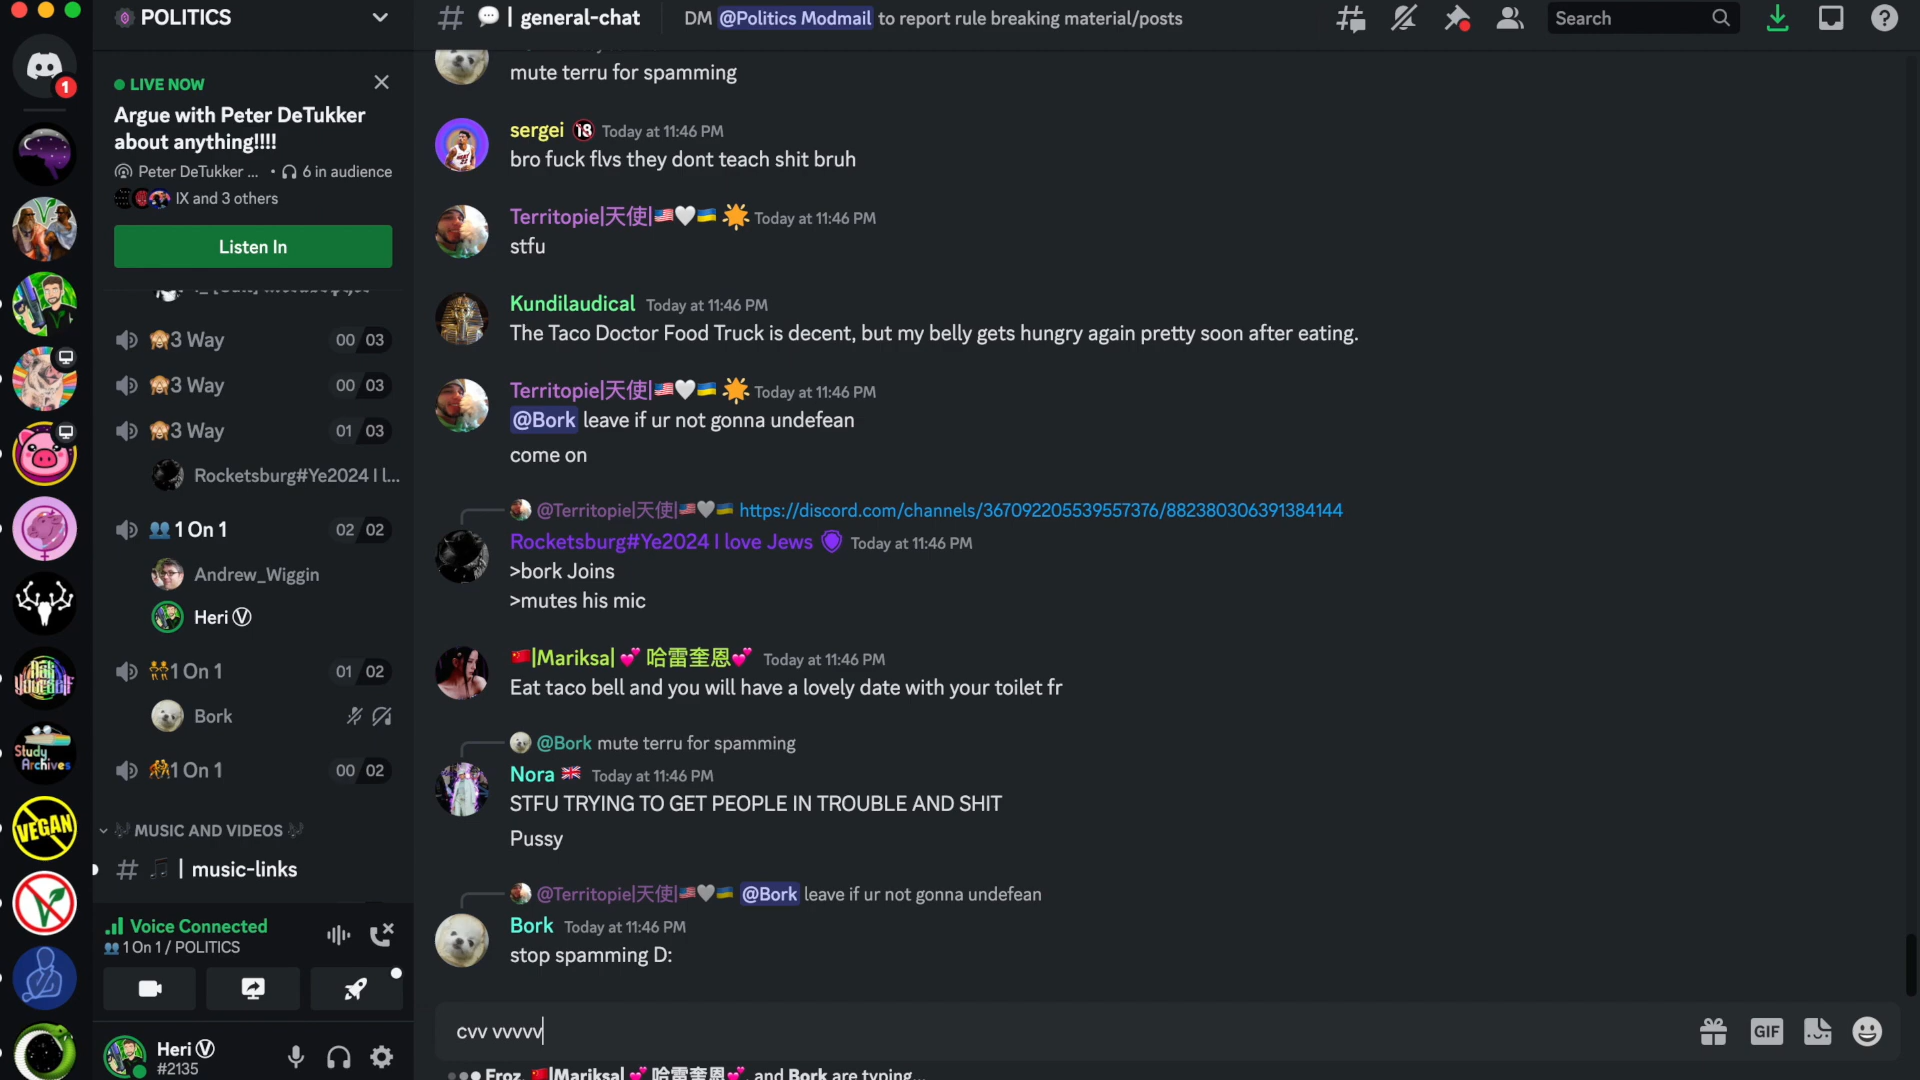 POLITICS
💬 | general-chat
DM @Politics Modmail to report rule breaking material/posts
Search
1
LIVE NOW
Argue with Peter DeTukker
about anything!!!!
Peter DeTukker ... • 6 in audience
IX and 3 others
Listen In
🙈3 Way 00 03
🙈3 Way 00 03
🙈3 Way 01 03
Rocketsburg#Ye2024 I l...
👥 1 On 1 02 02
Andrew_Wiggin
Heri Ⓥ
1 On 1 01 02
Bork
1 On 1 00 02
MUSIC AND VIDEOS
| music-links
Voice Connected
👥 1 On 1 / POLITICS
Heri Ⓥ
#2135
ASK YOURSELF
Study
Archives
VEGAN
mute terru for spamming
sergei 🔞 Today at 11:46 PM
bro fuck flvs they dont teach shit bruh
Territopie|天使|🇺🇸🤍🇺🇦 Today at 11:46 PM
stfu
Kundilaudical Today at 11:46 PM
The Taco Doctor Food Truck is decent, but my belly gets hungry again pretty soon after eating.
Territopie|天使|🇺🇸🤍🇺🇦 Today at 11:46 PM
@Bork leave if ur not gonna undefean
come on
@Territopie|天使|🇺🇸🤍🇺🇦 https://discord.com/channels/367092205539557376/882380306391384144
Rocketsburg#Ye2024 I love Jews Today at 11:46 PM
>bork Joins
>mutes his mic
🇨🇳|Mariksa| 💕 哈雷奎恩💕 Today at 11:46 PM
Eat taco bell and you will have a lovely date with your toilet fr
@Bork mute terru for spamming
Nora 🇬🇧 Today at 11:46 PM
STFU TRYING TO GET PEOPLE IN TROUBLE AND SHIT
Pussy
@Territopie|天使|🇺🇸🤍🇺🇦 @Bork leave if ur not gonna undefean
Bork Today at 11:46 PM
stop spamming D:
cvv vvvvv
GIF
Froz, 🇨🇳|Mariksa| 💕 哈雷奎恩💕, and Bork are typing...